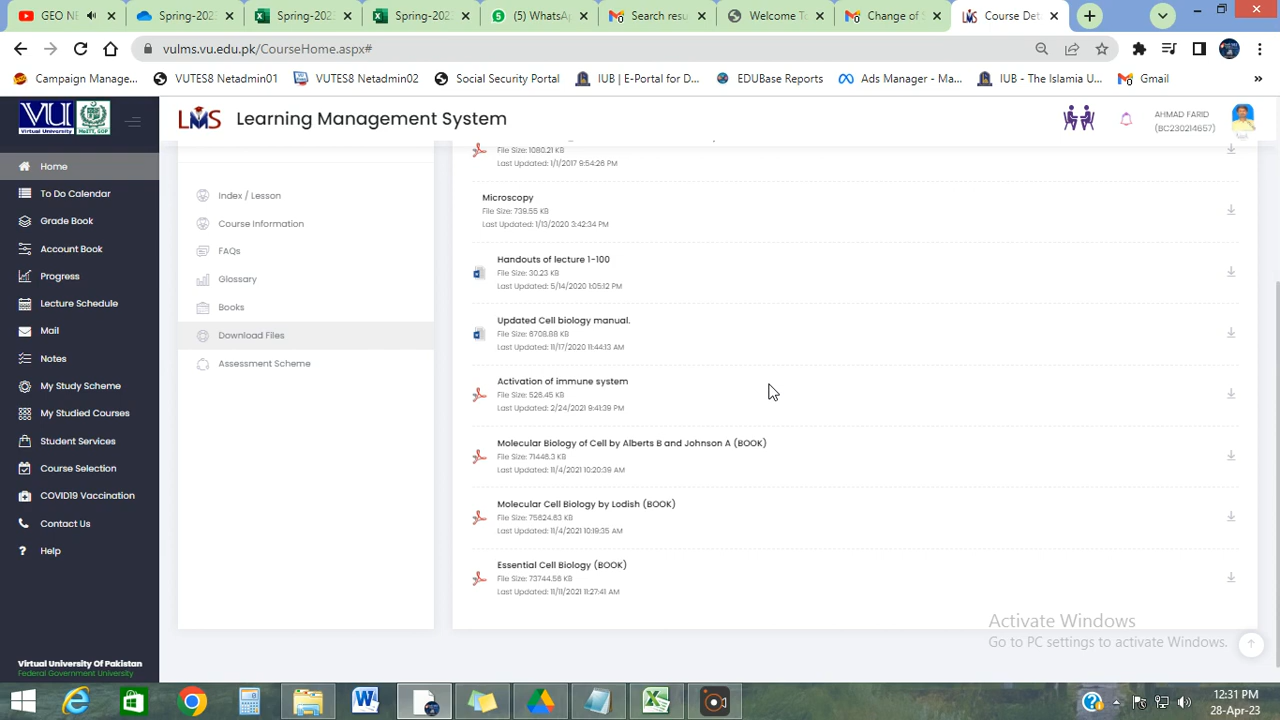 GEO NE
Spring-202
Spring-202
(5) WhatsA
Search resu
Welcome To
Change of S
Course Det
vulms.vu.edu.pk/CourseHome.aspx#
Campaign Manage...
VUTES8 Netadmin01
VUTES8 Netadmin02
Social Security Portal
IUB | E-Portal for D...
EDUBase Reports
Ads Manager - Ma...
IUB - The Islamia U...
Gmail
»
VU
Virtual University
MoITT, GOP
LMS
Learning Management System
AHMAD FARID
(BC230214657)
Home
To Do Calendar
Grade Book
Account Book
Progress
Lecture Schedule
Mail
Notes
My Study Scheme
My Studied Courses
Student Services
Course Selection
COVID19 Vaccination
Contact Us
Help
Virtual University Of Pakistan
Federal Government University
Index / Lesson
Course Information
FAQs
Glossary
Books
Download Files
Assessment Scheme
File Size: 1080.21 KB
Last Updated: 1/1/2017 9:54:26 PM
Microscopy
File Size: 739.55 KB
Last Updated: 1/13/2020 3:42:34 PM
Handouts of lecture 1-100
File Size: 30.23 KB
Last Updated: 5/14/2020 1:05:12 PM
Updated Cell biology manual.
File Size: 6708.88 KB
Last Updated: 11/17/2020 11:44:13 AM
Activation of immune system
File Size: 526.45 KB
Last Updated: 2/24/2021 9:41:39 PM
Molecular Biology of Cell by Alberts B and Johnson A (BOOK)
File Size: 71446.3 KB
Last Updated: 11/4/2021 10:20:39 AM
Molecular Cell Biology by Lodish (BOOK)
File Size: 75624.63 KB
Last Updated: 11/4/2021 10:19:35 AM
Essential Cell Biology (BOOK)
File Size: 73744.56 KB
Last Updated: 11/11/2021 11:27:41 AM
Activate Windows
Go to PC settings to activate Windows.
12:31 PM
28-Apr-23